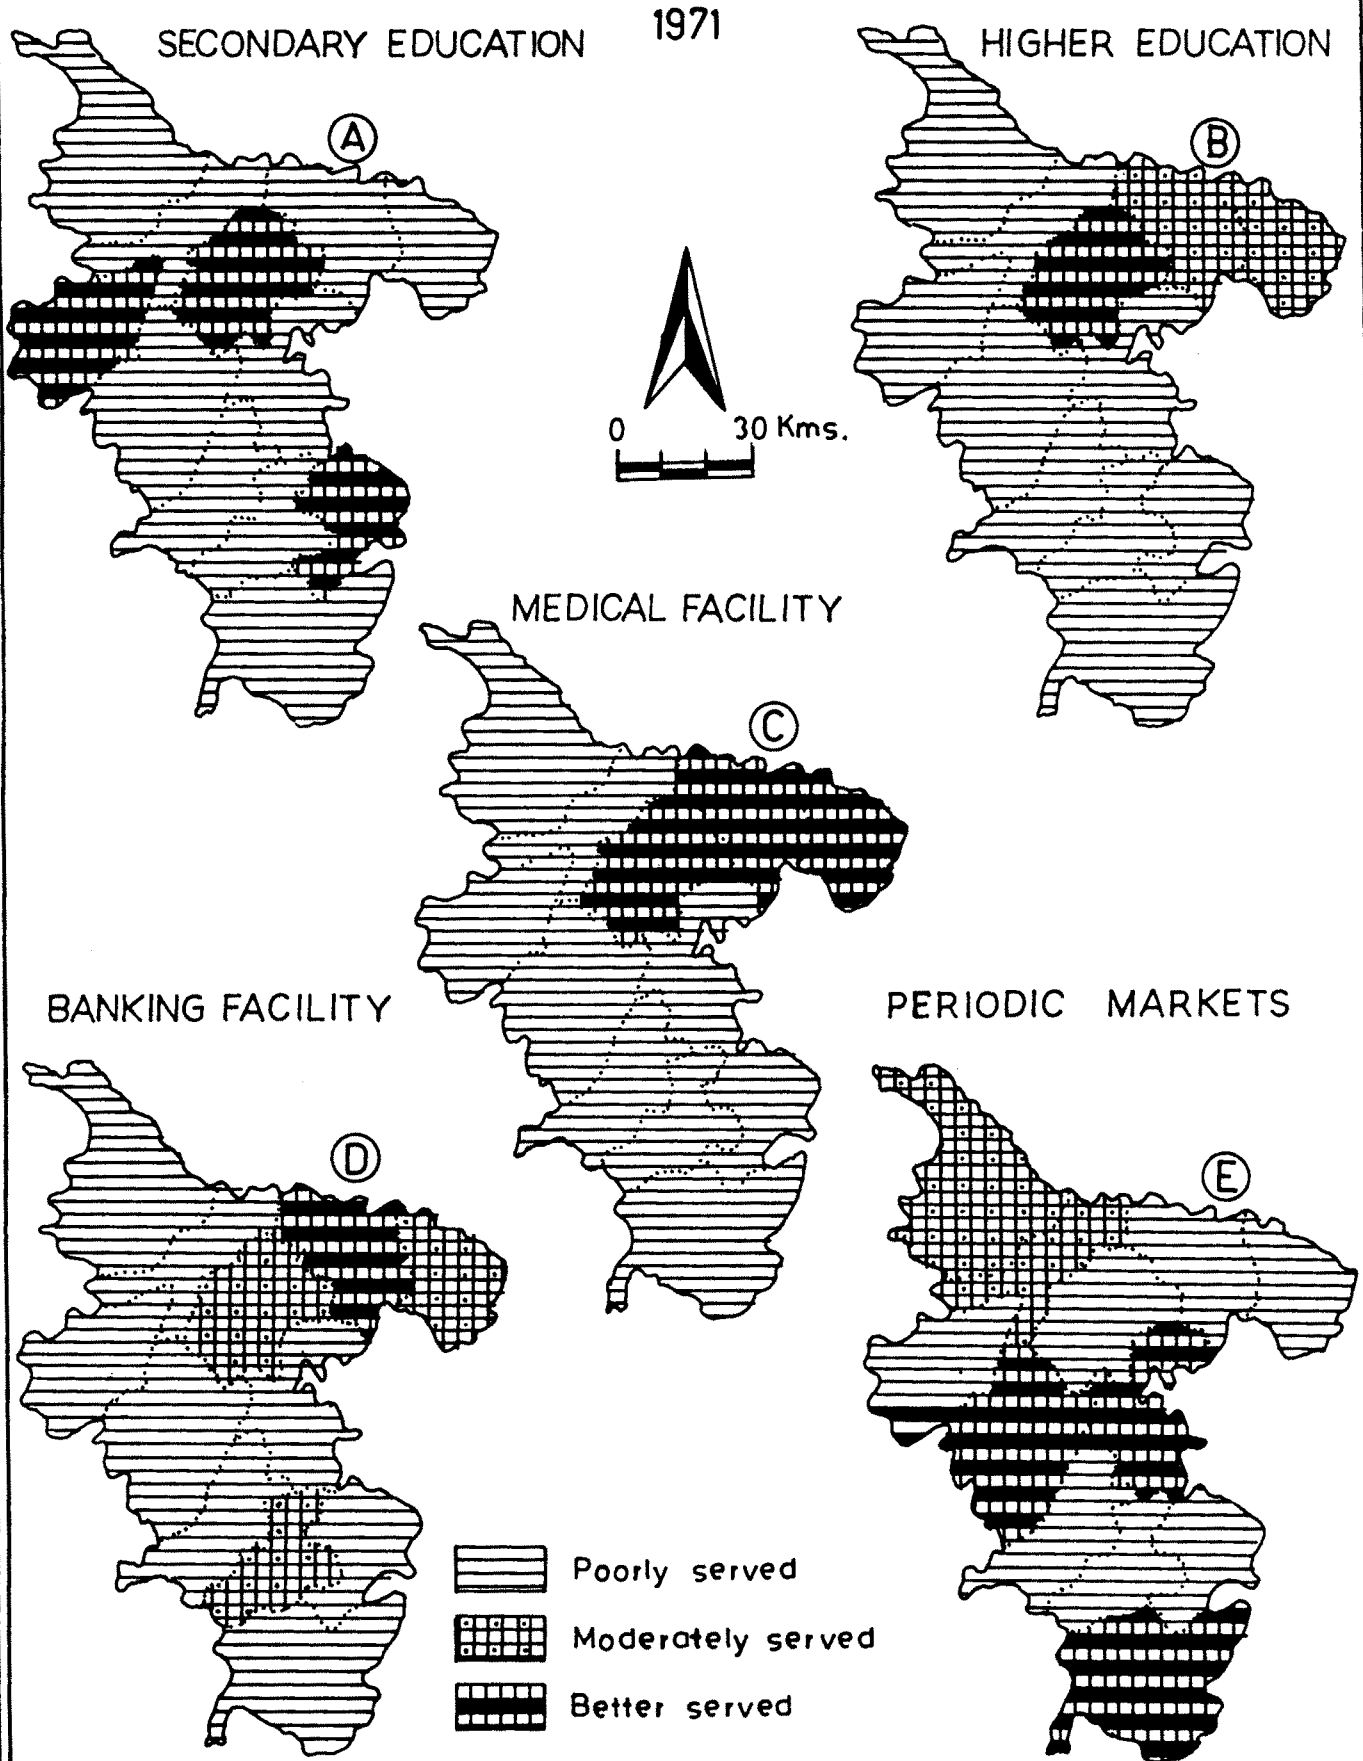 1971
SECONDARY EDUCATION
HIGHER EDUCATION
A
B
0 30 Kms.
MEDICAL FACILITY
C
BANKING FACILITY
PERIODIC MARKETS
D
E
Poorly served
Moderately served
Better served